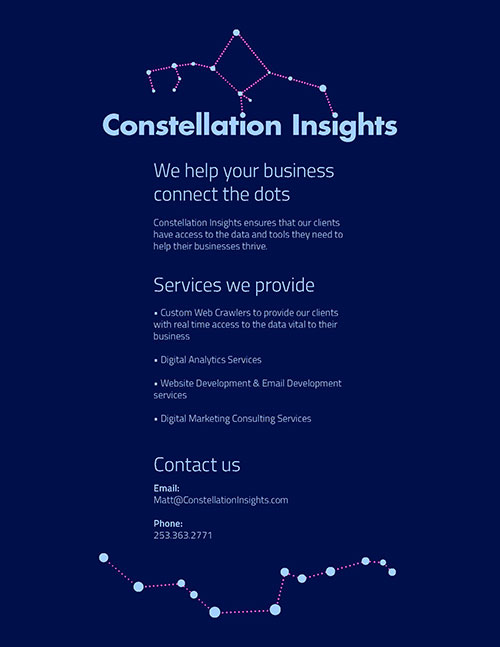 Constellation Insights
We help your business
connect the dots
Constellation Insights ensures that our clients
have access to the data and tools they need to
help their businesses thrive.
Services we provide
• Custom Web Crawlers to provide our clients
with real time access to the data vital to their
business
• Digital Analytics Services
• Website Development & Email Development
services
• Digital Marketing Consulting Services
Contact us
Email:
Matt@ConstellationInsights.com
Phone:
253.363.2771